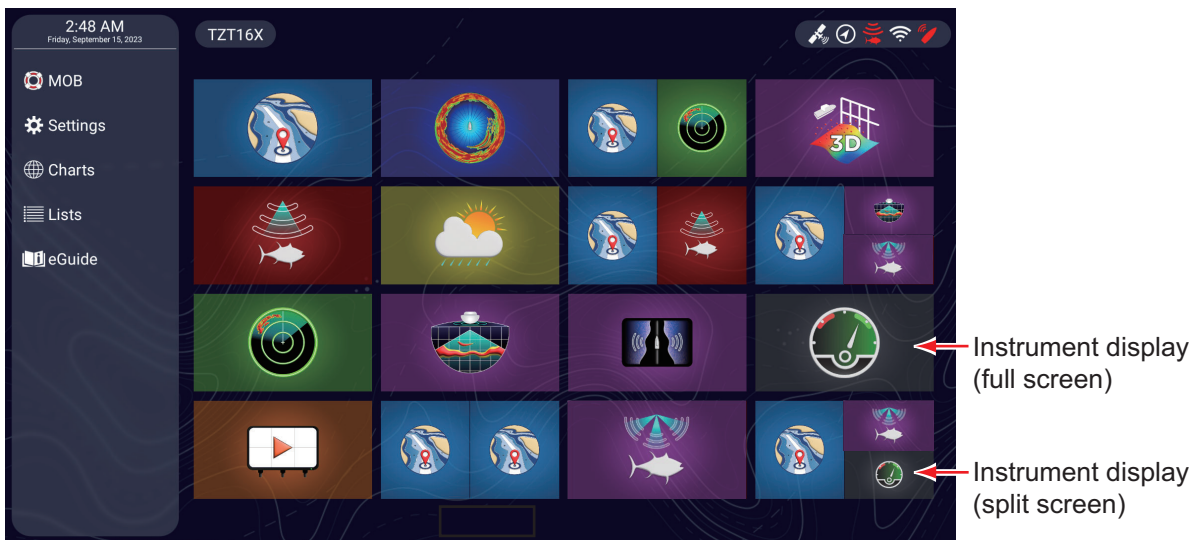 2:48 AM
Friday, September 15, 2023
TZT16X
MOB
Settings
Charts
Lists
eGuide
3D
Instrument display
(full screen)
Instrument display
(split screen)